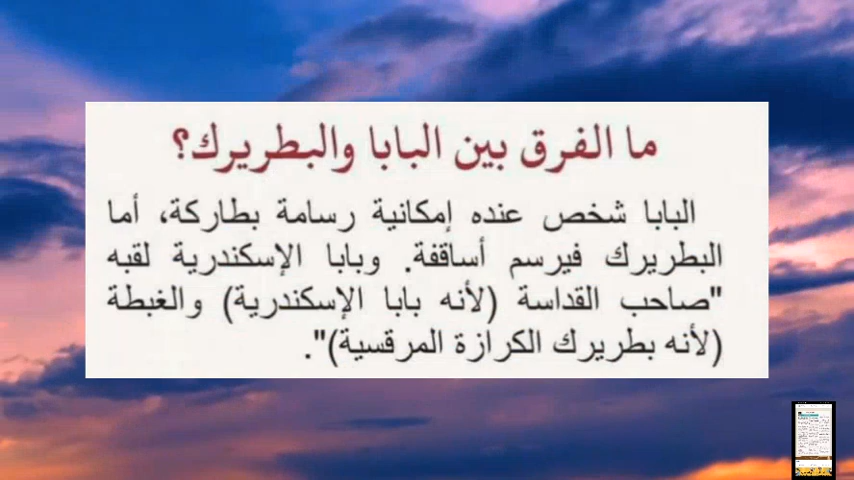 ما الفرق بين البابا والبطريرك؟
البابا شخص عنده إمكانية رسامة بطاركة، أما
البطريرك فيرسم أساقفة. وبابا الإسكندرية لقبه
"صاحب القداسة (لأنه بابا الإسكندرية) والغبطة
(لأنه بطريرك الكرازة المرقسية)".